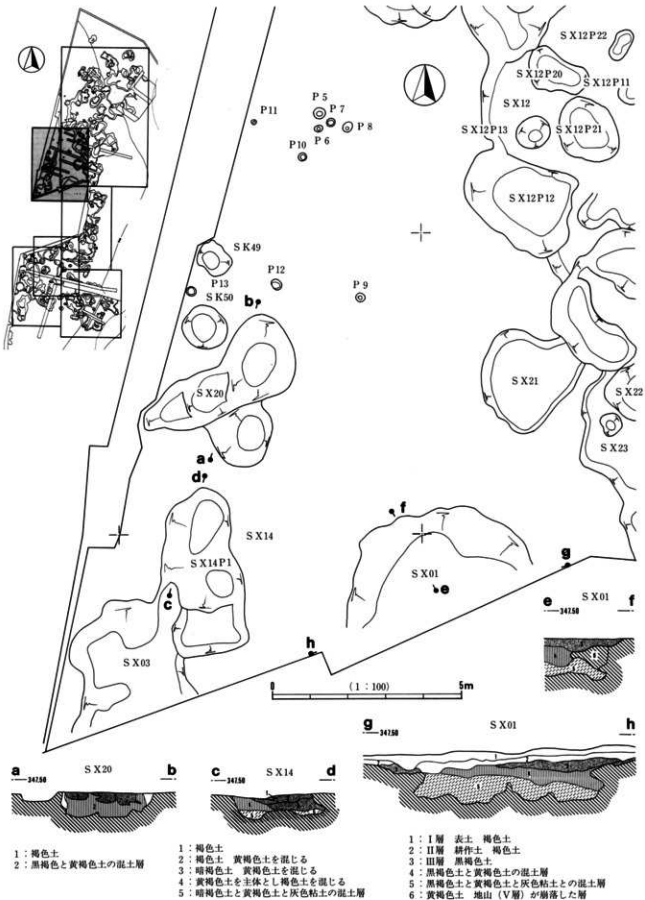 SX12P22
SX12P20
SX12P11
SX12
SX12P13
SX12P21
SX12P12
P5
P7
P11
P6
P8
P10
SK49
P13
P12
P9
SK50
b
SX20
SX21
SX22
SX23
a
d
f
SX14
SX14P1
SX01
g
c
e
h
SX03
0
(1:100)
5m
e
SX01
f
347.50
g
SX01
h
347.50
a
SX20
b
347.50
c
SX14
d
347.50
1：褐色土
2：黒褐色と黄褐色土の混土層
1：褐色土
2：褐色土 黄褐色土を混じる
3：暗褐色土 黄褐色土を混じる
4：黄褐色土を主体とし褐色土を混じる
5：暗褐色土と黄褐色土と灰色粘土の混土層
1：Ⅰ層 表土 褐色土
2：Ⅱ層 耕作土 褐色土
3：Ⅲ層 黒褐色土
4：黒褐色土と黄褐色土の混土層
5：黒褐色土と黄褐色土と灰色粘土との混土層
6：黄褐色土 地山（Ⅴ層）が崩落した層